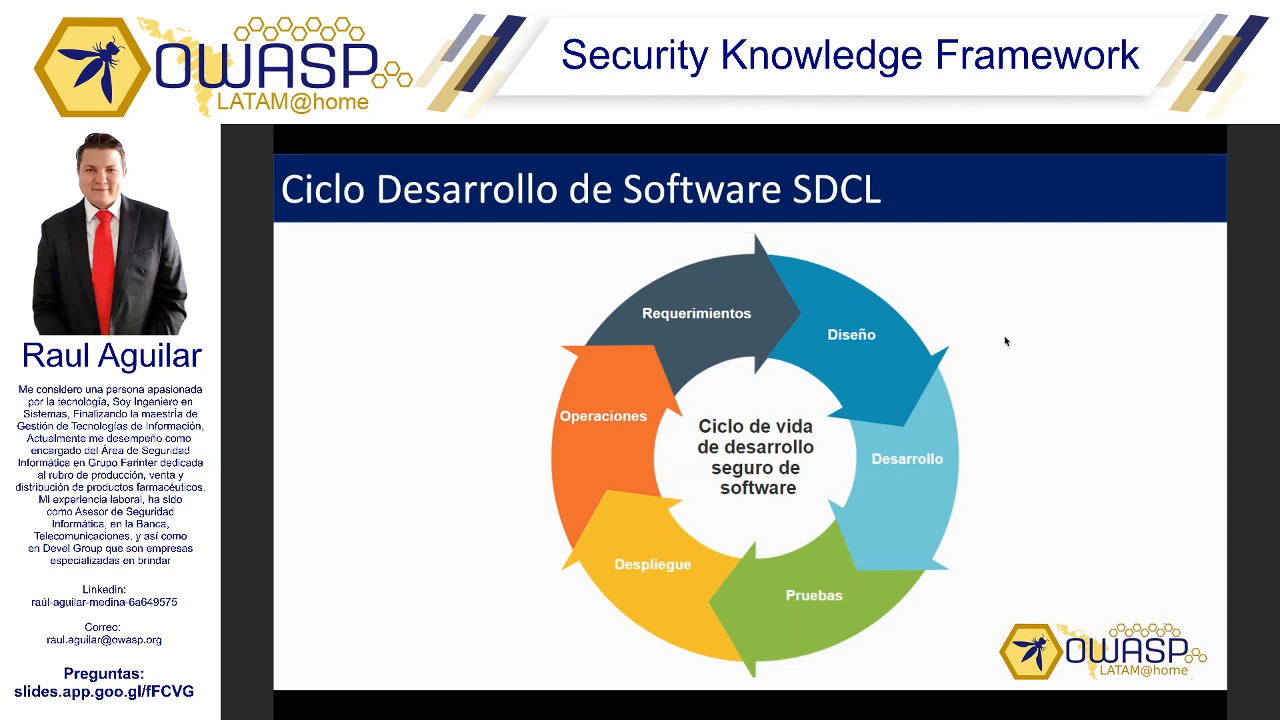 OWASP
LATAM@home
Security Knowledge Framework
Raul Aguilar
Me considero una persona apasionada
por la tecnología, Soy Ingeniero en
Sistemas, Finalizando la maestría de
Gestión de Tecnologías de Información,
Actualmente me desempeño como
encargado del Área de Seguridad
Informática en Grupo Farinter dedicada
al rubro de producción, venta y
distribución de productos farmacéuticos.
Mi experiencia laboral, ha sido
como Asesor de Seguridad
Informática, en la Banca,
Telecomunicaciones, y así como
en Devel Group que son empresas
especializadas en brindar
Linkedin:
raúl-aguilar-medina-6a649575
Correo:
raul.aguilar@owasp.org
Preguntas:
slides.app.goo.gl/fFCVG
Ciclo Desarrollo de Software SDCL
Requerimientos
Diseño
Operaciones
Ciclo de vida
de desarrollo
seguro de
software
Desarrollo
Despliegue
Pruebas
OWASP
LATAM@home